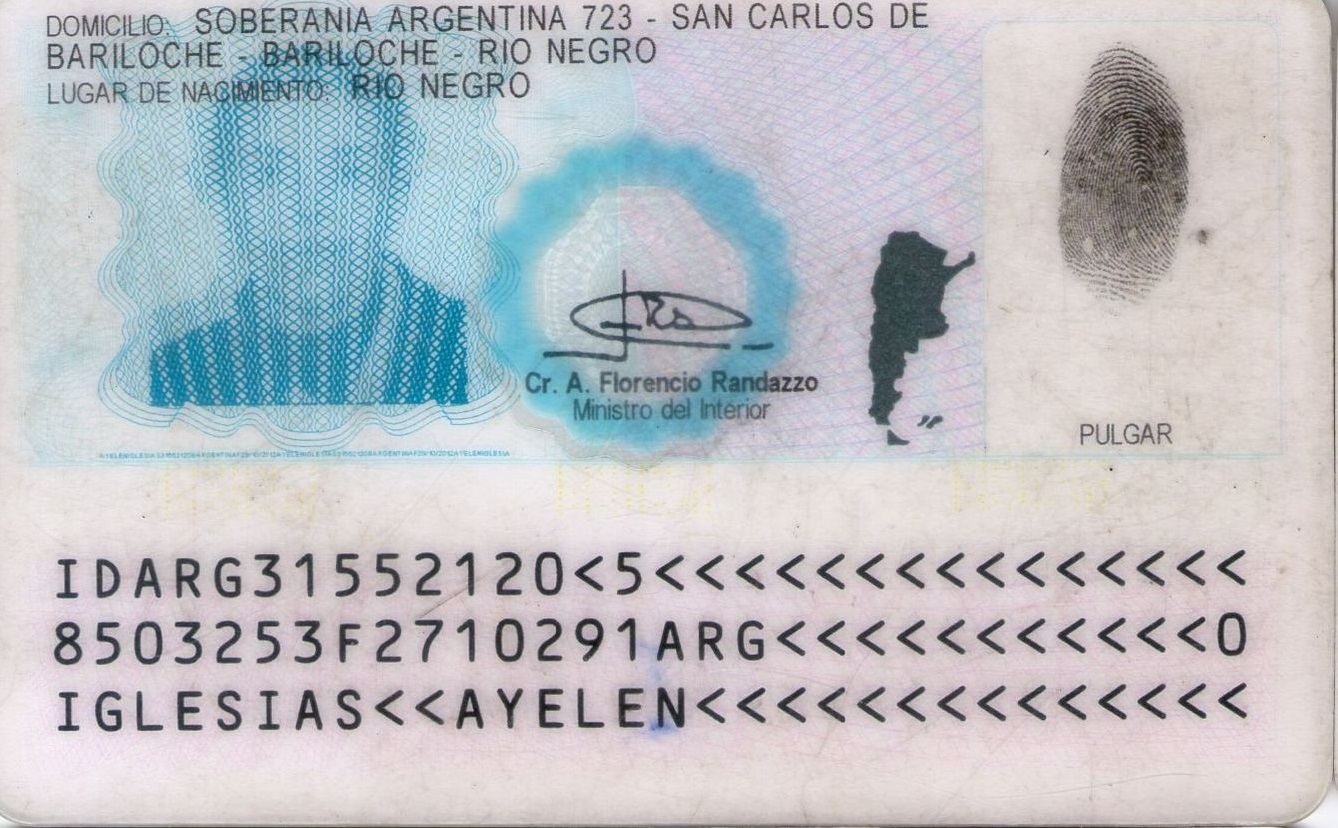 DOMICILIO: SOBERANIA ARGENTINA 723 - SAN CARLOS DE
BARILOCHE - BARILOCHE - RIO NEGRO
LUGAR DE NACIMIENTO: RIO NEGRO
Cr. A. Florencio Randazzo
Ministro del Interior
PULGAR
IDARG31552120<5<<<<<<<<<<<<<<<
8503253F2710291ARG<<<<<<<<<<<0
IGLESIAS<<AYELEN<<<<<<<<<<<<<<